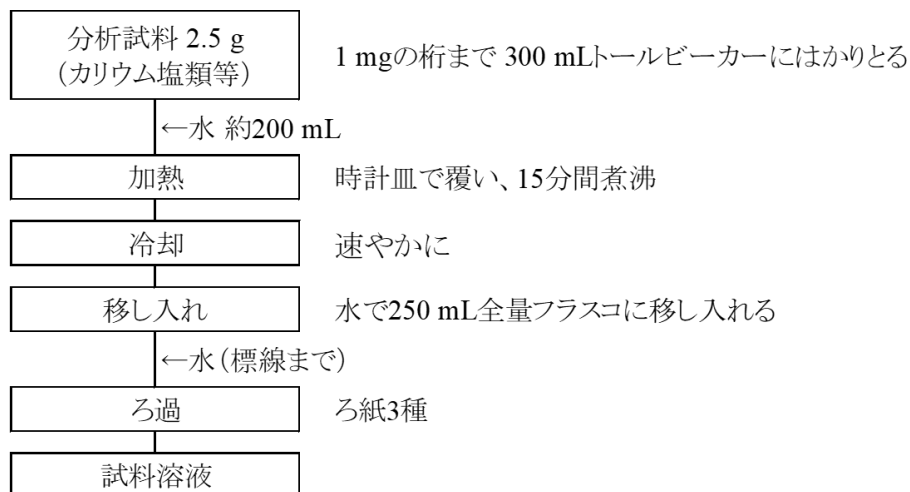 分析試料 2.5 g
（カリウム塩類等）
1 mgの桁まで 300 mLトールビーカーにはかりとる
←水 約200 mL
加熱
時計皿で覆い、15分間煮沸
冷却
速やかに
移し入れ
水で250 mL全量フラスコに移し入れる
←水（標線まで）
ろ過
ろ紙3種
試料溶液